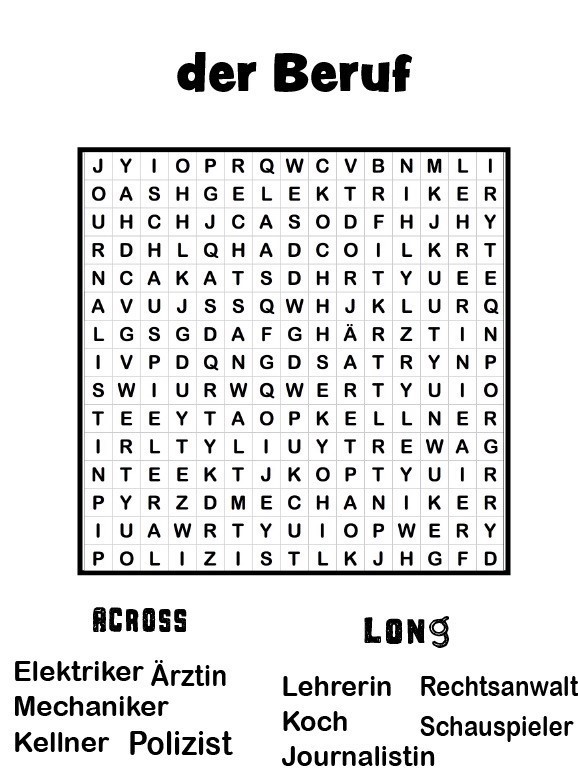 der Beruf
J Y I O P R Q W C V B N M L I
O A S H G E L E K T R I K E R
U H C H J C A S O D F H J H Y
R D H L Q H A D C O I L K R T
N C A K A T S D H R T Y U E E
A V U J S S Q W H J K L U R Q
L G S G D A F G H Ä R Z T I N
I V P D Q N G D S A T R Y N P
S W I U R W Q W E R T Y U I O
T E E Y T A O P K E L L N E R
I R L T Y L I U Y T R E W A G
N T E E K T J K O P T Y U I R
P Y R Z D M E C H A N I K E R
I U A W R T Y U I O P W E R Y
P O L I Z I S T L K J H G F D
ACROSS
Elektriker Ärztin
Mechaniker
Kellner Polizist
LONG
Lehrerin Rechtsanwalt
Koch Schauspieler
Journalistin